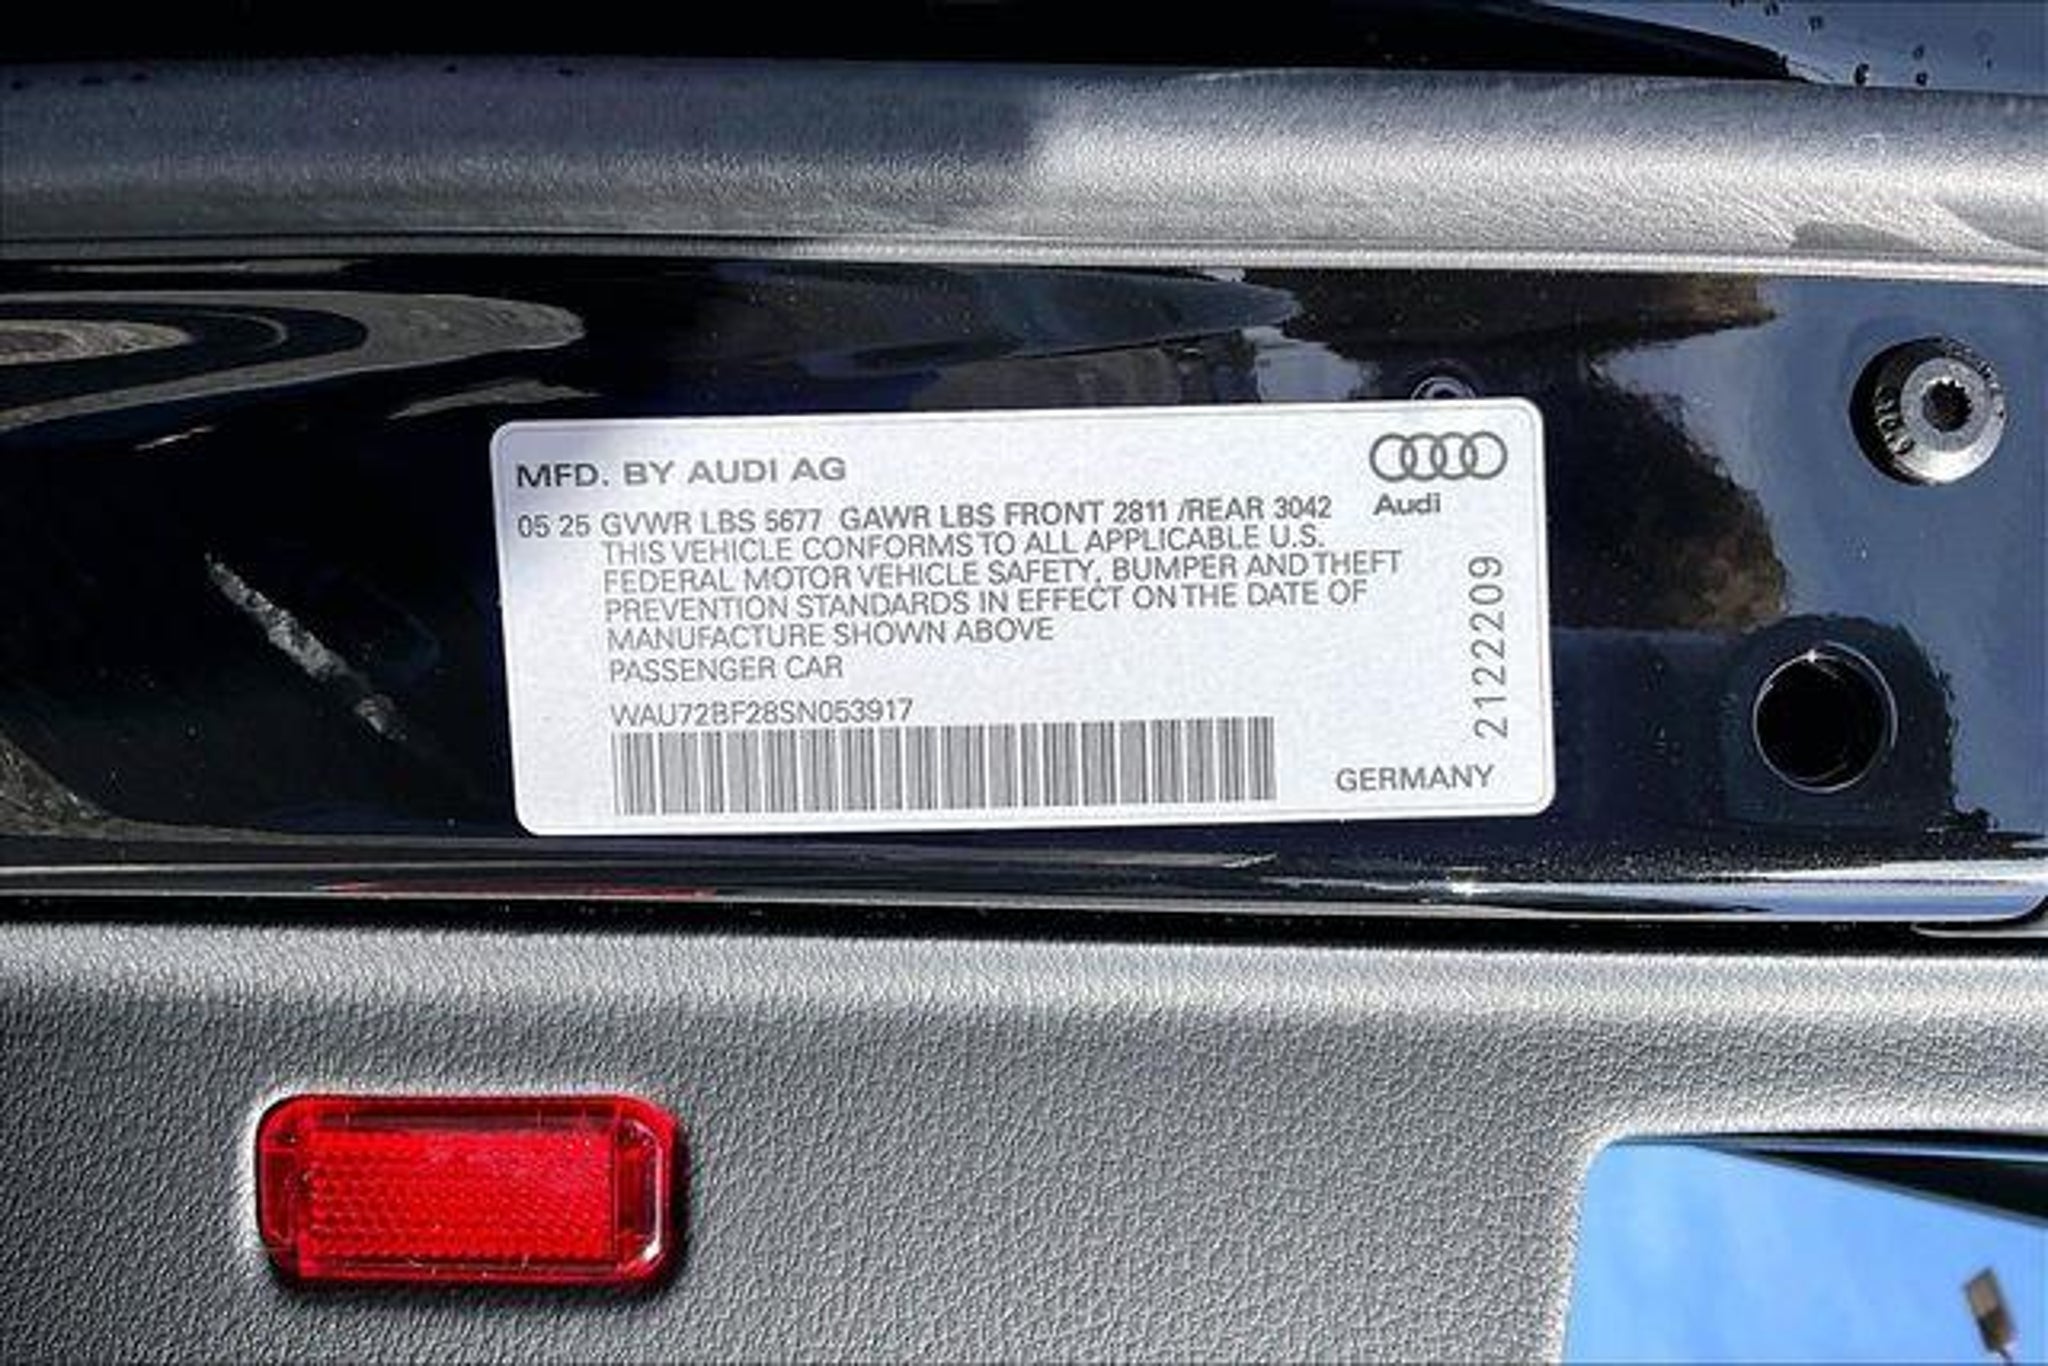 MFD. BY AUDI AG
Audi
05 25 GVWR LBS 5677 GAWR LBS FRONT 2811 /REAR 3042
THIS VEHICLE CONFORMS TO ALL APPLICABLE U.S.
FEDERAL MOTOR VEHICLE SAFETY, BUMPER AND THEFT
PREVENTION STANDARDS IN EFFECT ON THE DATE OF
MANUFACTURE SHOWN ABOVE
PASSENGER CAR
WAU72BF28SN053917
21222209
GERMANY